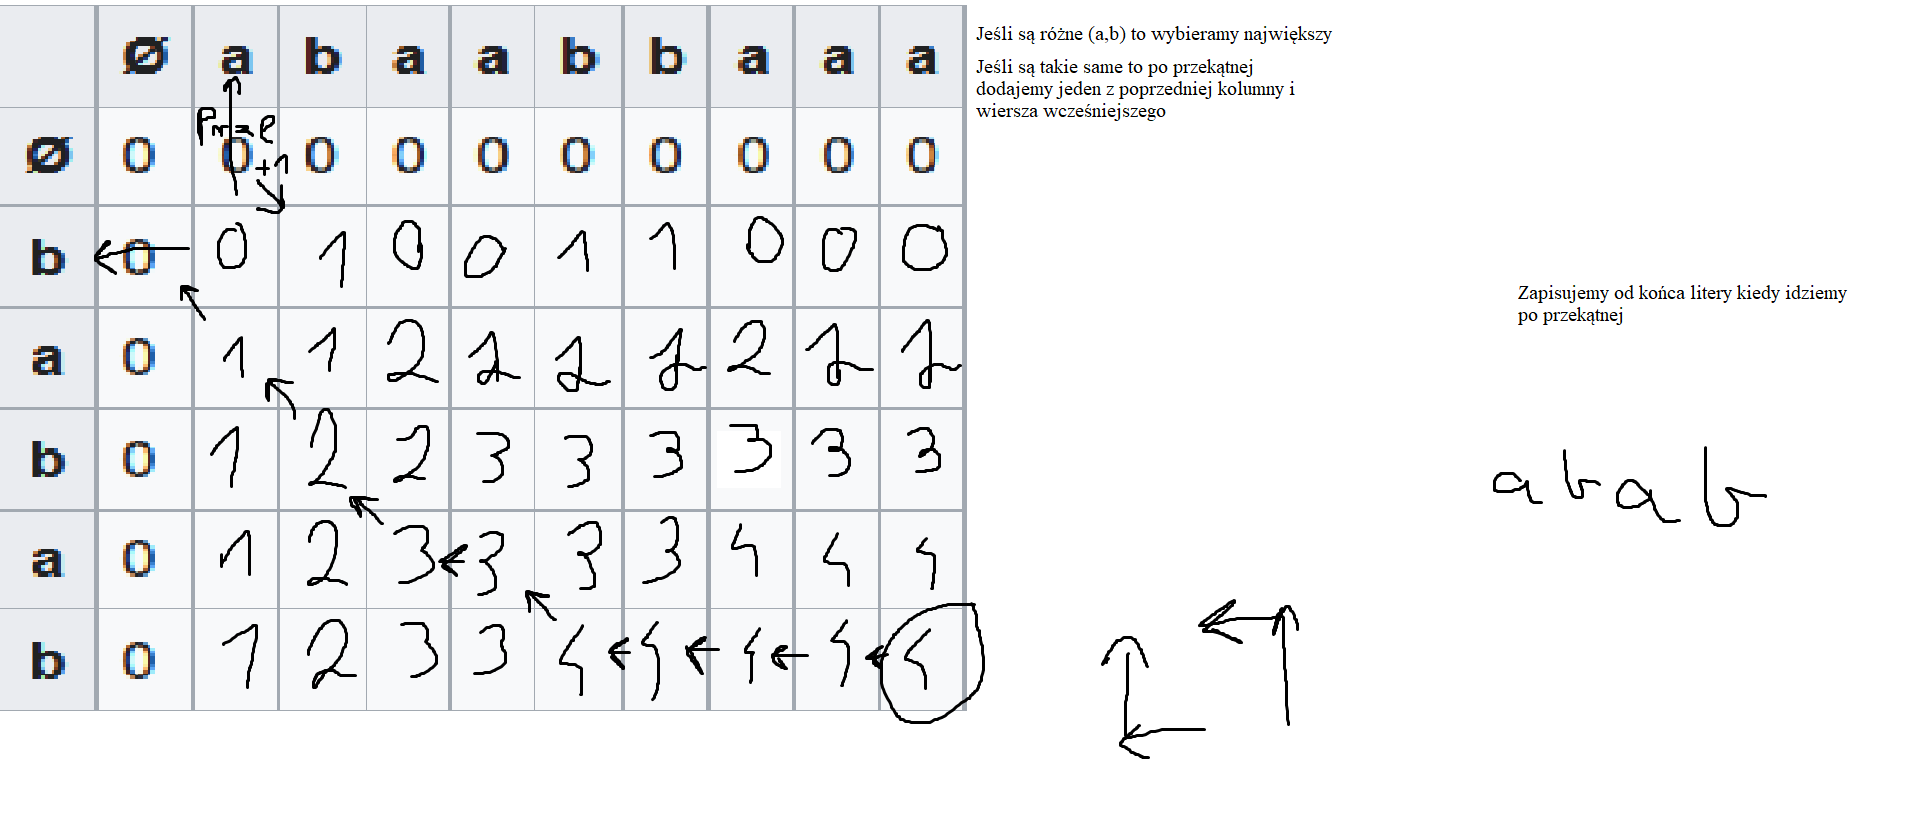 Ø a b a a b b a a a
Jeśli są różne (a,b) to wybieramy największy
Jeśli są takie same to po przekątnej
dodajemy jeden z poprzedniej kolumny i
wiersza wcześniejszego
Ø 0 0 0 0 0 0 0 0 0 0
+1
b 0 0 1 0 0 1 1 0 0 0
Zapisujemy od końca litery kiedy idziemy
po przekątnej
a 0 1 1 2 2 2 2 2 2 2
b 0 1 2 2 3 3 3 3 3 3
a b a b
a 0 1 2 3 3 3 3 4 4 4
b 0 1 2 3 3 4 4 4 4 4